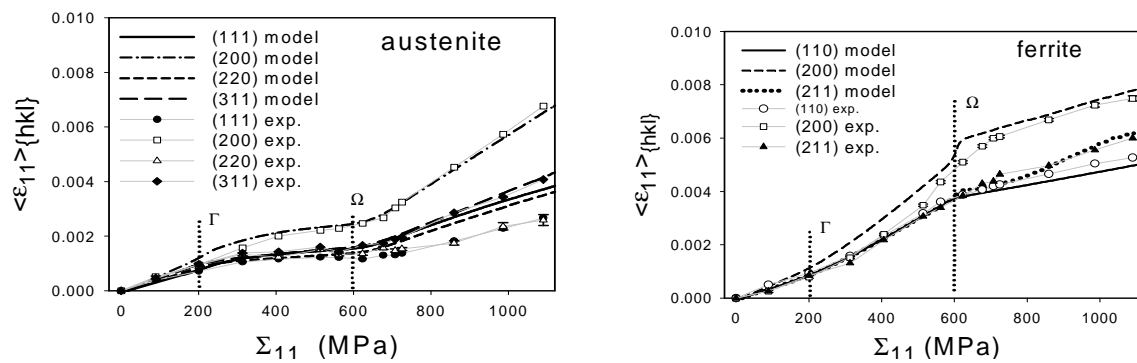 austenite
(111) model
(200) model
(220) model
(311) model
(111) exp.
(200) exp.
(220) exp.
(311) exp.
Γ
Ω
<ε11>{hkl}
0.010
0.008
0.006
0.004
0.002
0.000
0 200 400 600 800 1000
Σ11 (MPa)
ferrite
(110) model
(200) model
(211) model
(110) exp.
(200) exp.
(211) exp.
Γ
Ω
<ε11>{hkl}
0.010
0.008
0.006
0.004
0.002
0.000
0 200 400 600 800 1000
Σ11 (MPa)